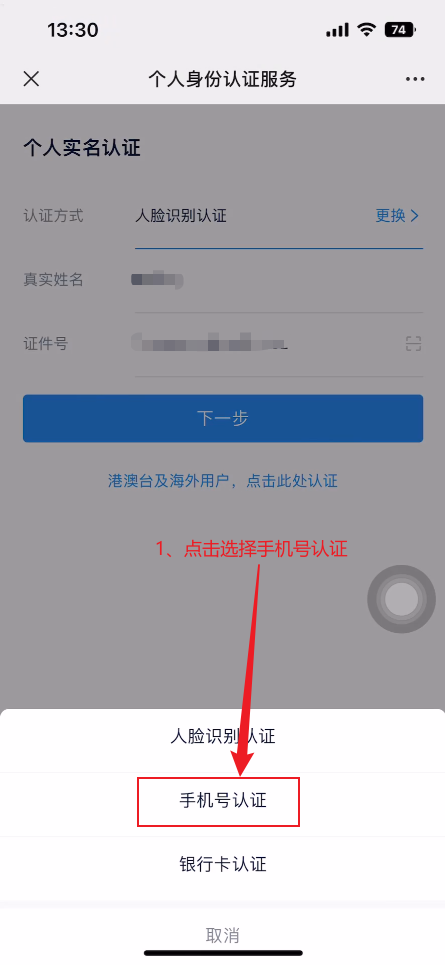 13:30
74
个人身份认证服务
个人实名认证
认证方式 人脸识别认证 更换
真实姓名
证件号
下一步
港澳台及海外用户，点击此处认证
1、点击选择手机号认证
人脸识别认证
手机号认证
银行卡认证
取消